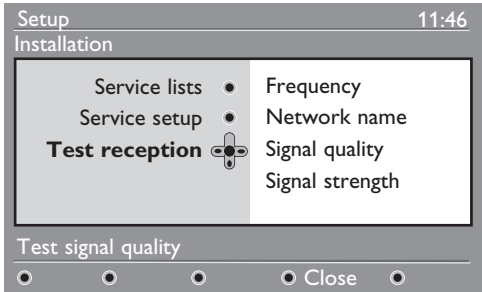 Setup 11:46
Installation
Service lists
Service setup
Test reception
Frequency
Network name
Signal quality
Signal strength
Test signal quality
Close